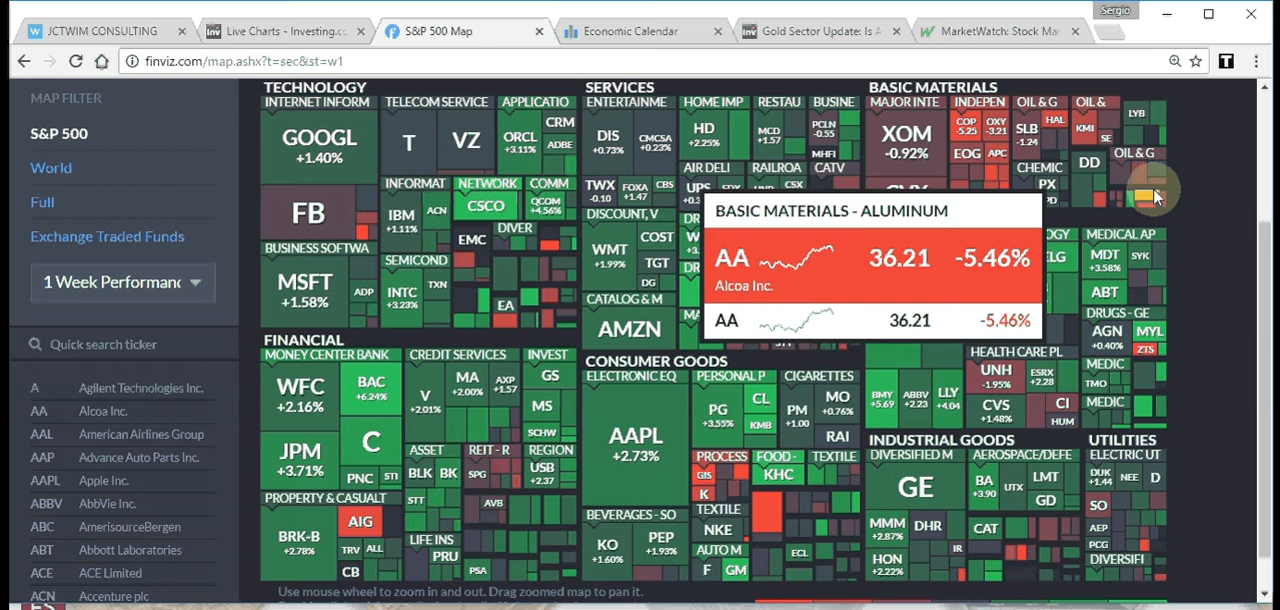 Sergio
JCTWIM CONSULTING
Live Charts - Investing.co
S&P 500 Map
Economic Calendar
Gold Sector Update: Is A
MarketWatch: Stock Mar
finviz.com/map.ashx?t=sec&st=w1
MAP FILTER
S&P 500
World
Full
Exchange Traded Funds
1 Week Performanc
Quick search ticker
A Agilent Technologies Inc.
AA Alcoa Inc.
AAL American Airlines Group
AAP Advance Auto Parts Inc.
AAPL Apple Inc.
ABBV AbbVie Inc.
ABC AmerisourceBergen
ABT Abbott Laboratories
ACE ACE Limited
ACN Accenture plc
TECHNOLOGY
INTERNET INFORM
GOOGL
+1.40%
FB
TELECOM SERVICE
T
VZ
APPLICATIO
ORCL
+3.11%
CRM
ADBE
BUSINESS SOFTWA
MSFT
+1.58%
ADP
INFORMAT
IBM
+1.11%
ACN
NETWORK
CSCO
COMM
QCOM
+4.56%
EMC
DIVER
SEMICOND
INTC
+3.23%
TXN
EA
SERVICES
ENTERTAINME
DIS
+0.73%
CMCSA
+0.23%
TWX
-0.10
FOXA
+1.47
CBS
HOME IMP
HD
+2.25%
RESTAU
MCD
+1.57
BUSINE
PCLN
-0.55
MHFI
AIR DELI
UPS
RAILROA
CSX
CATV
DISCOUNT, V
WMT
+1.99%
COST
TGT
DG
CATALOG & M
AMZN
BASIC MATERIALS
MAJOR INTE
XOM
-0.92%
INDEPEN
COP
-5.25
OXY
-3.21
EOG
APC
OIL & G
SLB
-1.24
HAL
OIL &
KMI
SE
LYB
CHEMIC
PX
DD
OIL & G
BASIC MATERIALS - ALUMINUM
AA 36.21 -5.46%
Alcoa Inc.
AA 36.21 -5.46%
FINANCIAL
MONEY CENTER BANK
WFC
+2.16%
BAC
+6.24%
JPM
+3.71%
C
PNC
STI
CREDIT SERVICES
V
+2.01%
MA
+2.00%
AXP
+1.57
INVEST
GS
MS
SCHW
ASSET
BLK
BK
STT
REIT - R
SPG
AVB
REGION
USB
+2.37
PROPERTY & CASUALT
BRK-B
+2.78%
AIG
TRV
ALL
CB
LIFE INS
PRU
PSA
CONSUMER GOODS
ELECTRONIC EQ
AAPL
+2.73%
PERSONAL P
PG
+3.55%
CL
KMB
CIGARETTES
PM
+1.00
MO
+0.76%
RAI
PROCESS
GIS
K
FOOD -
KHC
TEXTILE
TEXTILE
NKE
BEVERAGES - SO
KO
+1.60%
PEP
+1.93%
AUTO M
F
GM
ECL
ELG
MEDICAL AP
MDT
+3.58%
SYK
ABT
DRUGS - GE
AGN
+0.40%
MYL
ZTS
BMY
+5.69
ABBV
+2.23
LLY
+4.04
HEALTH CARE PL
UNH
-1.95%
ESRX
+2.28
CVS
+1.48%
CI
HUM
MEDIC
TMO
MEDIC
INDUSTRIAL GOODS
DIVERSIFIED M
GE
MMM
+2.87%
DHR
HON
+2.22%
IR
AEROSPACE/DEFE
BA
+3.90
UTX
LMT
GD
CAT
UTILITIES
ELECTRIC UT
DUK
+1.44
NEE
D
SO
AEP
PCG
DIVERSIFI
Use mouse wheel to zoom in and out. Drag zoomed map to pan it.